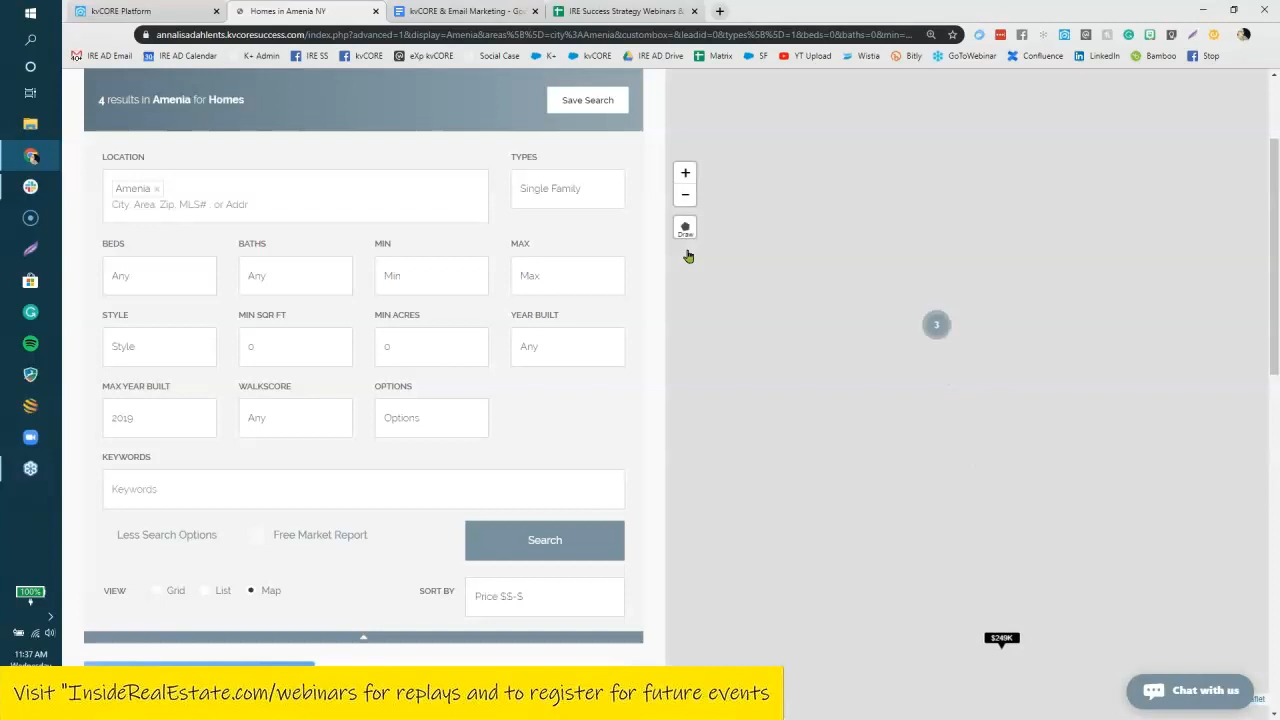 kvCORE
Homes in Amenia NY
kvCORE & Email Marketing - Go
IRE Success Strategy Webinars &
annalisadahlents.kvcoresuccess.com/index.php?advanced=1&display=Amenia&areas%5B%5D=city%3AAmenia&custombox=&leadid=0&types%5B%5D=1&beds=0&baths=0&min=...
IRE AD Email
IRE AD Calendar
K+ Admin
IRE SS
kvCORE
eXp kvCORE
Social Case
K+
kvCORE
IRE AD Drive
Matrix
SF
YT Upload
Wistia
Bitly
GoToWebinar
Confluence
LinkedIn
Bamboo
Stop
4 results in Amenia for Homes
Save Search
LOCATION
TYPES
Amenia ×
City, Area, Zip, MLS#, or Addr
Single Family
BEDS
BATHS
MIN
MAX
Any
Any
Min
Max
STYLE
MIN SQR FT
MIN ACRES
YEAR BUILT
Style
0
0
Any
MAX YEAR BUILT
WALKSCORE
OPTIONS
2019
Any
Options
KEYWORDS
Keywords
Less Search Options
Free Market Report
Search
VIEW
Grid
List
Map
SORT BY
Price $$-$
+
−
Draw
3
$249K
100%
11:37 AM
Wednesday
Visit "InsideRealEstate.com/webinars for replays and to register for future events
Chat with us